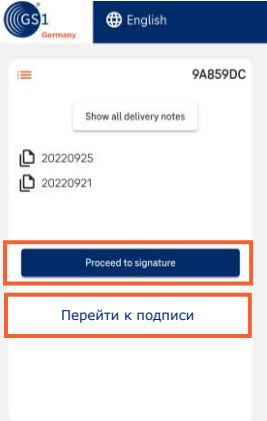 GS1
Germany
English
9A859DC
Show all delivery notes
20220925
20220921
Proceed to signature
Перейти к подписи